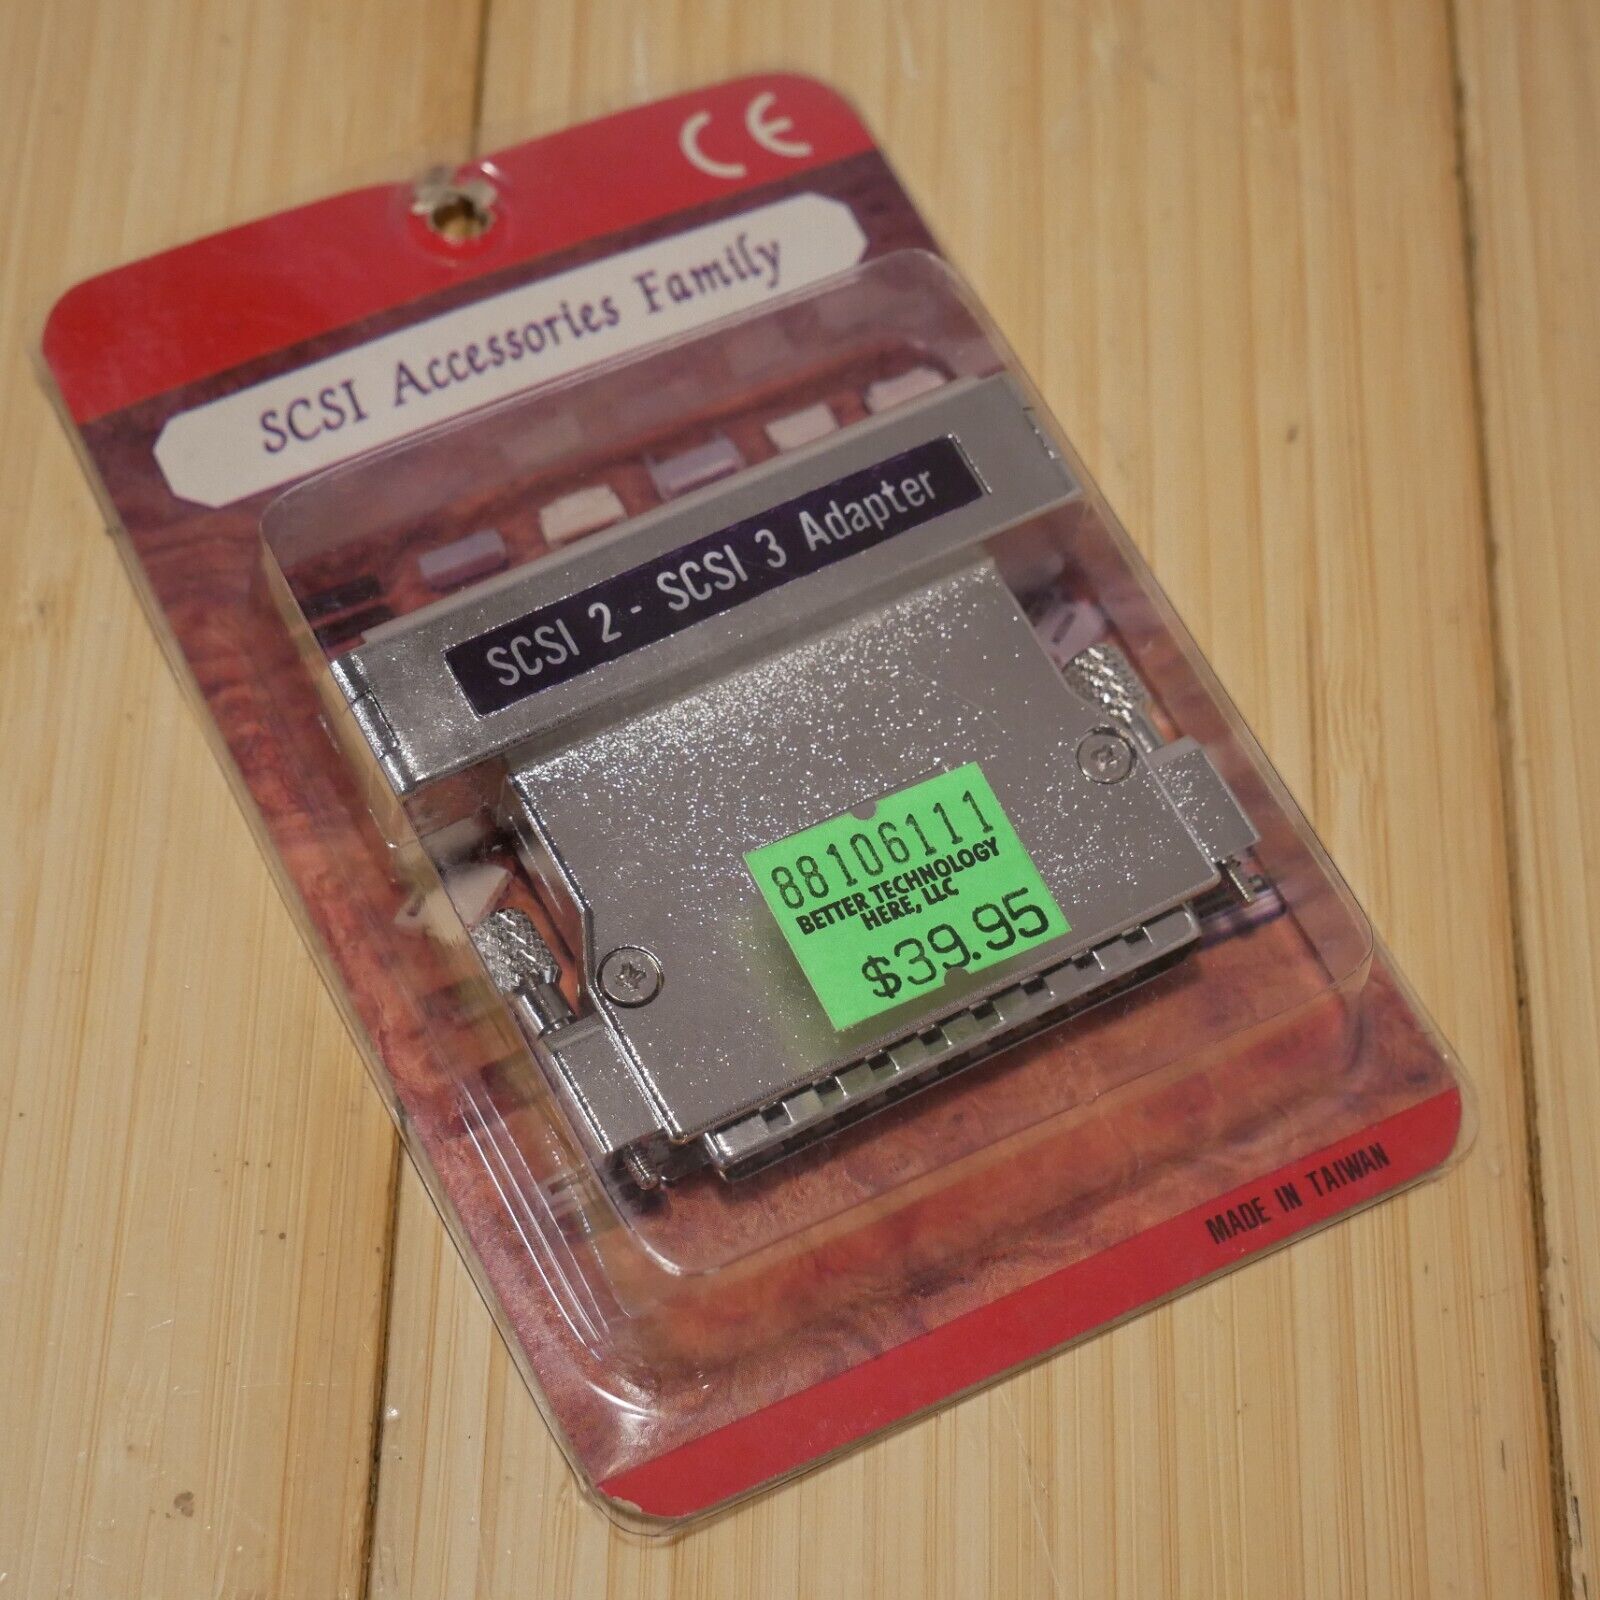 CE
SCSI Accessories Family
SCSI 2 - SCSI 3 Adapter
88106111
BETTER TECHNOLOGY
HERE, LLC
$39.95
MADE IN TAIWAN